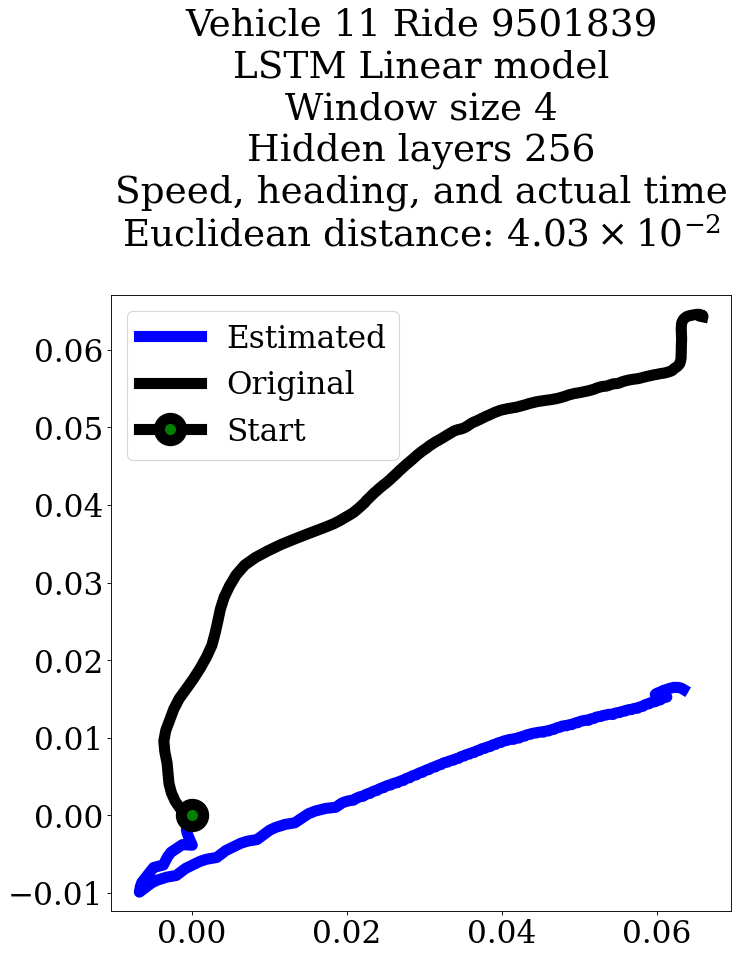 Vehicle 11 Ride 9501839
LSTM Linear model
Window size 4
Hidden layers 256
Speed, heading, and actual time
Euclidean distance: 4.03 × 10⁻²
Estimated
Original
Start
0.06
0.05
0.04
0.03
0.02
0.01
0.00
−0.01
0.00 0.02 0.04 0.06